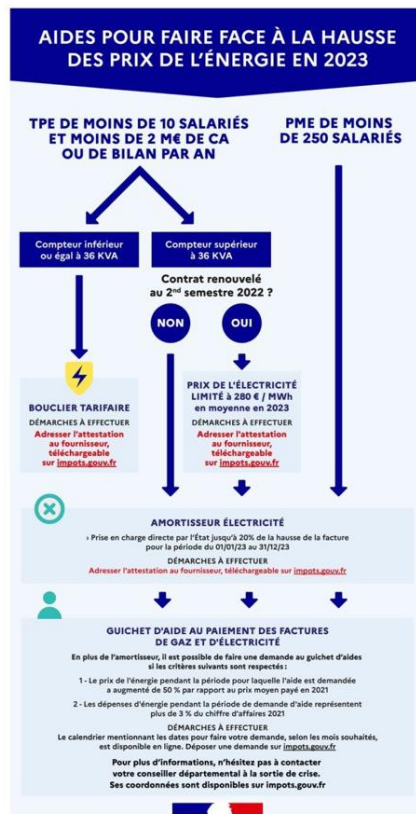 AIDES POUR FAIRE FACE À LA HAUSSE
DES PRIX DE L'ÉNERGIE EN 2023
TPE DE MOINS DE 10 SALARIÉS
ET MOINS DE 2 M€ DE CA
OU DE BILAN PAR AN
PME DE MOINS
DE 250 SALARIÉS
Compteur inférieur
ou égal à 36 KVA
Compteur supérieur
à 36 KVA
Contrat renouvelé
au 2nd semestre 2022 ?
NON
OUI
BOUCLIER TARIFAIRE
DÉMARCHES À EFFECTUER
Adresser l'attestation
au fournisseur,
téléchargeable
sur impots.gouv.fr
PRIX DE L'ÉLECTRICITÉ
LIMITÉ à 280 € / MWh
en moyenne en 2023
DÉMARCHES À EFFECTUER
Adresser l'attestation
au fournisseur,
téléchargeable
sur impots.gouv.fr
AMORTISSEUR ÉLECTRICITÉ
› Prise en charge directe par l'État jusqu'à 20% de la hausse de la facture
pour la période du 01/01/23 au 31/12/23
DÉMARCHES À EFFECTUER
Adresser l'attestation au fournisseur, téléchargeable sur impots.gouv.fr
GUICHET D'AIDE AU PAIEMENT DES FACTURES
DE GAZ ET D'ÉLECTRICITÉ
En plus de l'amortisseur, il est possible de faire une demande au guichet d'aides
si les critères suivants sont respectés :
1 - Le prix de l'énergie pendant la période pour laquelle l'aide est demandée
a augmenté de 50 % par rapport au prix moyen payé en 2021
2 - Les dépenses d'énergie pendant la période de demande d'aide représentent
plus de 3 % du chiffre d'affaires 2021
DÉMARCHES À EFFECTUER
Le calendrier mentionnant les dates pour faire votre demande, selon les mois souhaités,
est disponible en ligne. Déposer une demande sur impots.gouv.fr
Pour plus d'informations, n'hésitez pas à contacter
votre conseiller départemental à la sortie de crise.
Ses coordonnées sont disponibles sur impots.gouv.fr